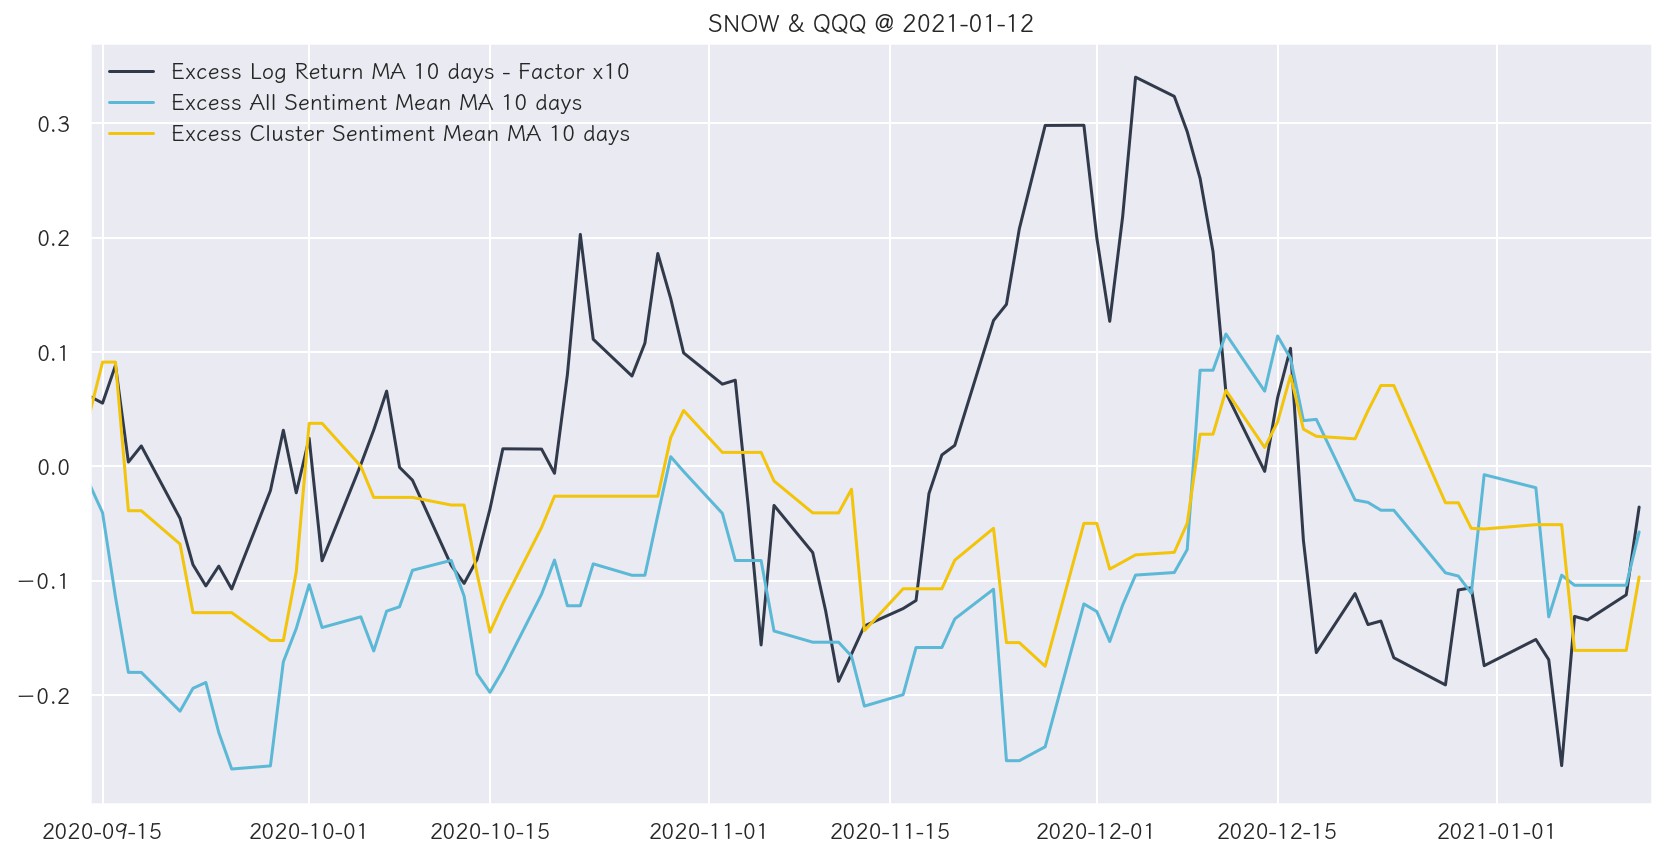 SNOW & QQQ @ 2021-01-12
Excess Log Return MA 10 days - Factor x10
Excess All Sentiment Mean MA 10 days
Excess Cluster Sentiment Mean MA 10 days
0.3
0.2
0.1
0.0
−0.1
−0.2
2020-09-15 2020-10-01 2020-10-15 2020-11-01 2020-11-15 2020-12-01 2020-12-15 2021-01-01